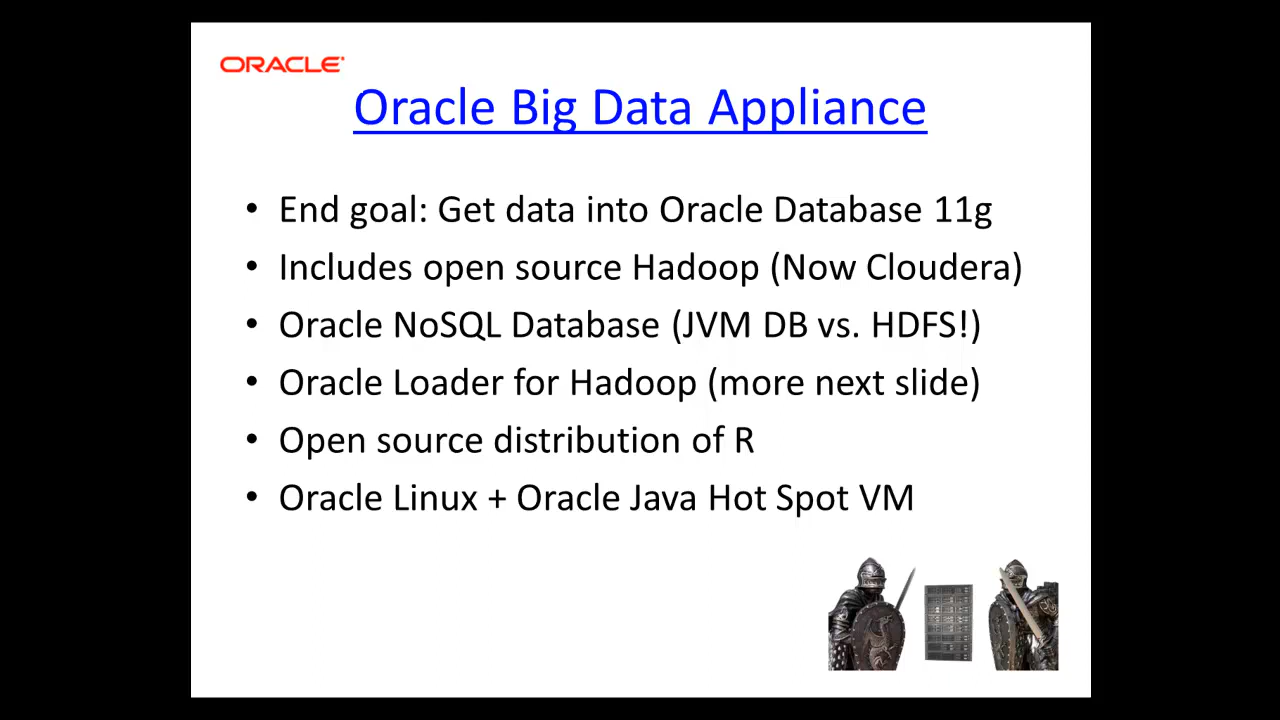 ORACLE
Oracle Big Data Appliance
• End goal: Get data into Oracle Database 11g
• Includes open source Hadoop (Now Cloudera)
• Oracle NoSQL Database (JVM DB vs. HDFS!)
• Oracle Loader for Hadoop (more next slide)
• Open source distribution of R
• Oracle Linux + Oracle Java Hot Spot VM